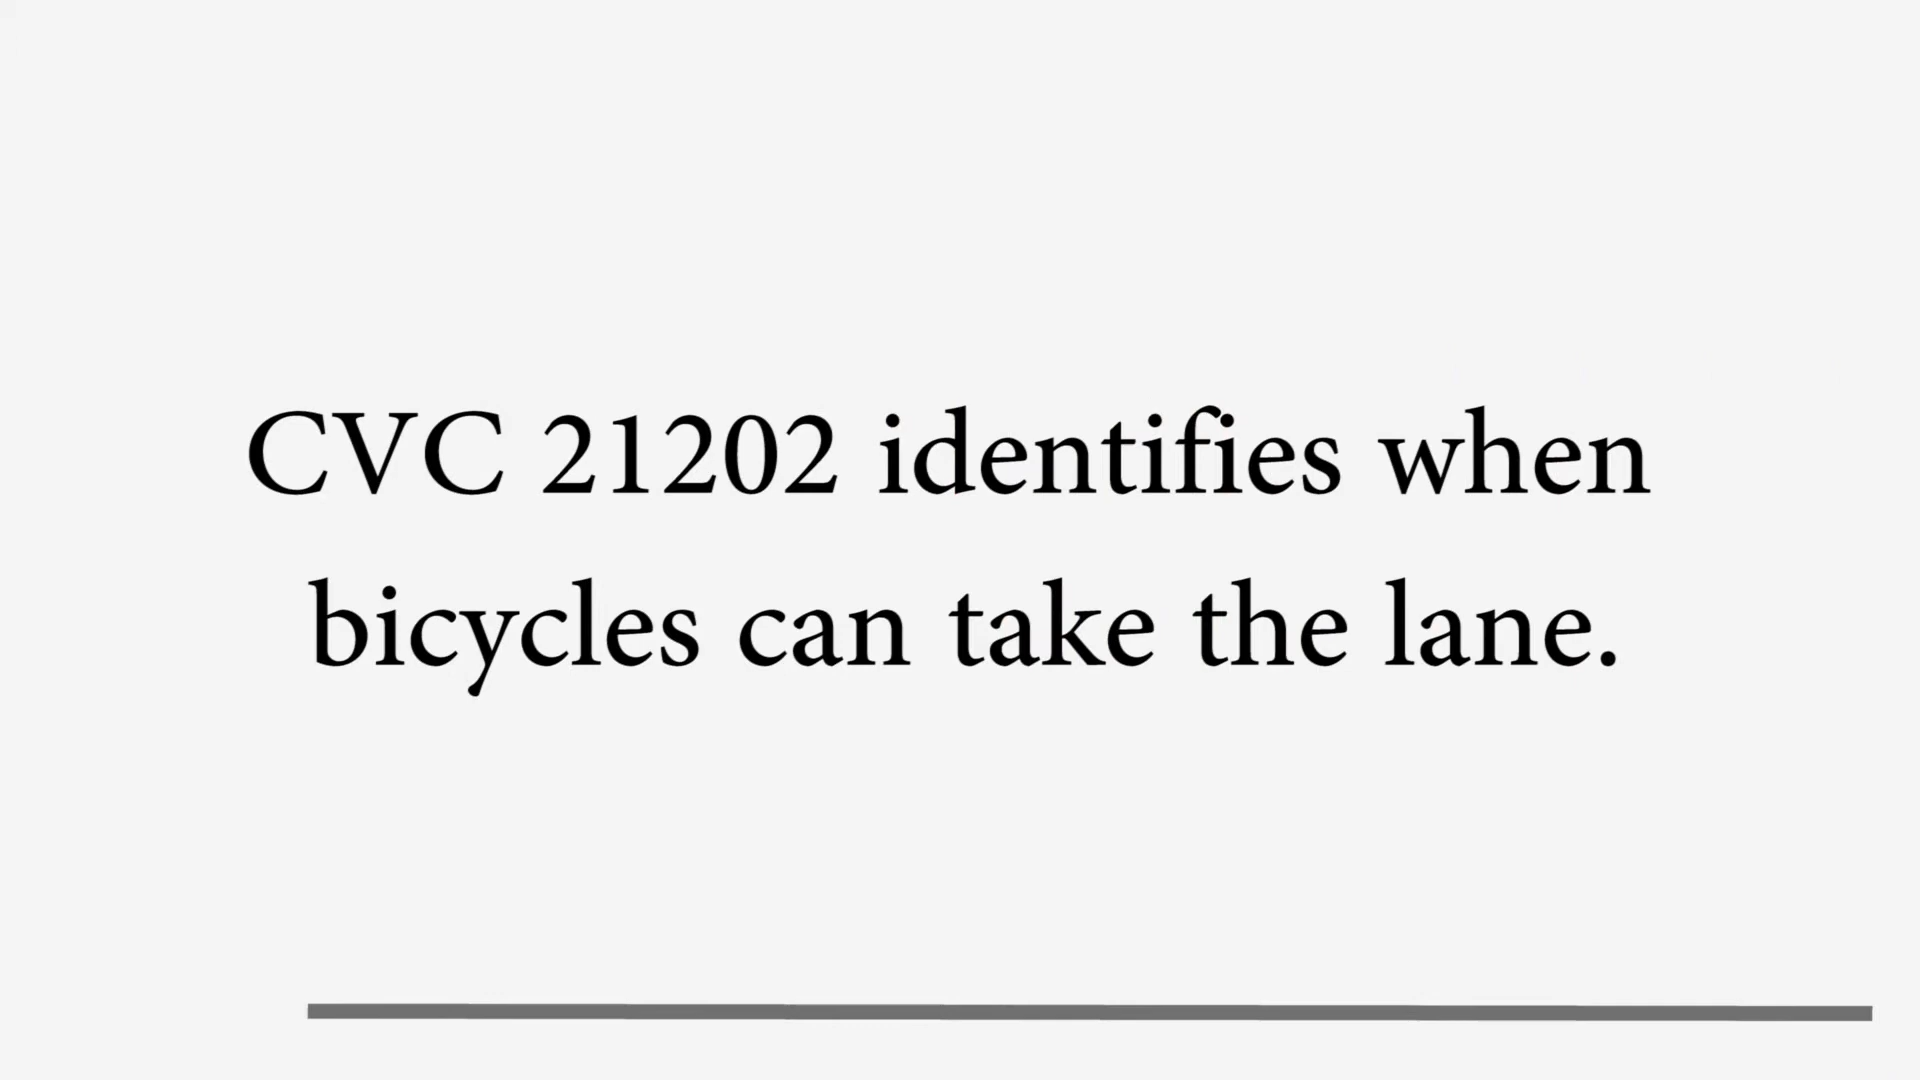 CVC 21202 identifies when
bicycles can take the lane.